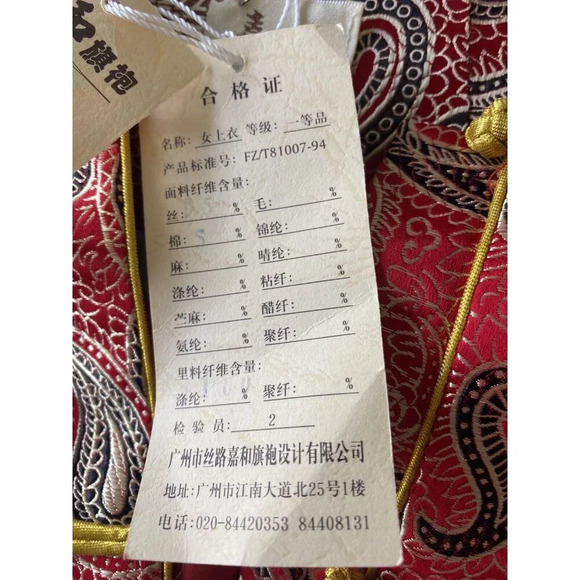 旗袍
合格证
名称: 女上衣 等级: 一等品
产品标准号: FZ/T81007-94
面料纤维含量:
丝: % 毛: %
棉: % 锦纶: %
麻: % 晴纶: %
涤纶: % 粘纤: %
苎麻: % 醋纤: %
氨纶: % 聚纤: %
里料纤维含量:
涤纶: % 聚纤: %
检验员: 2
广州市丝路嘉和旗袍设计有限公司
地址: 广州市江南大道北25号1楼
电话: 020-84420353 84408131